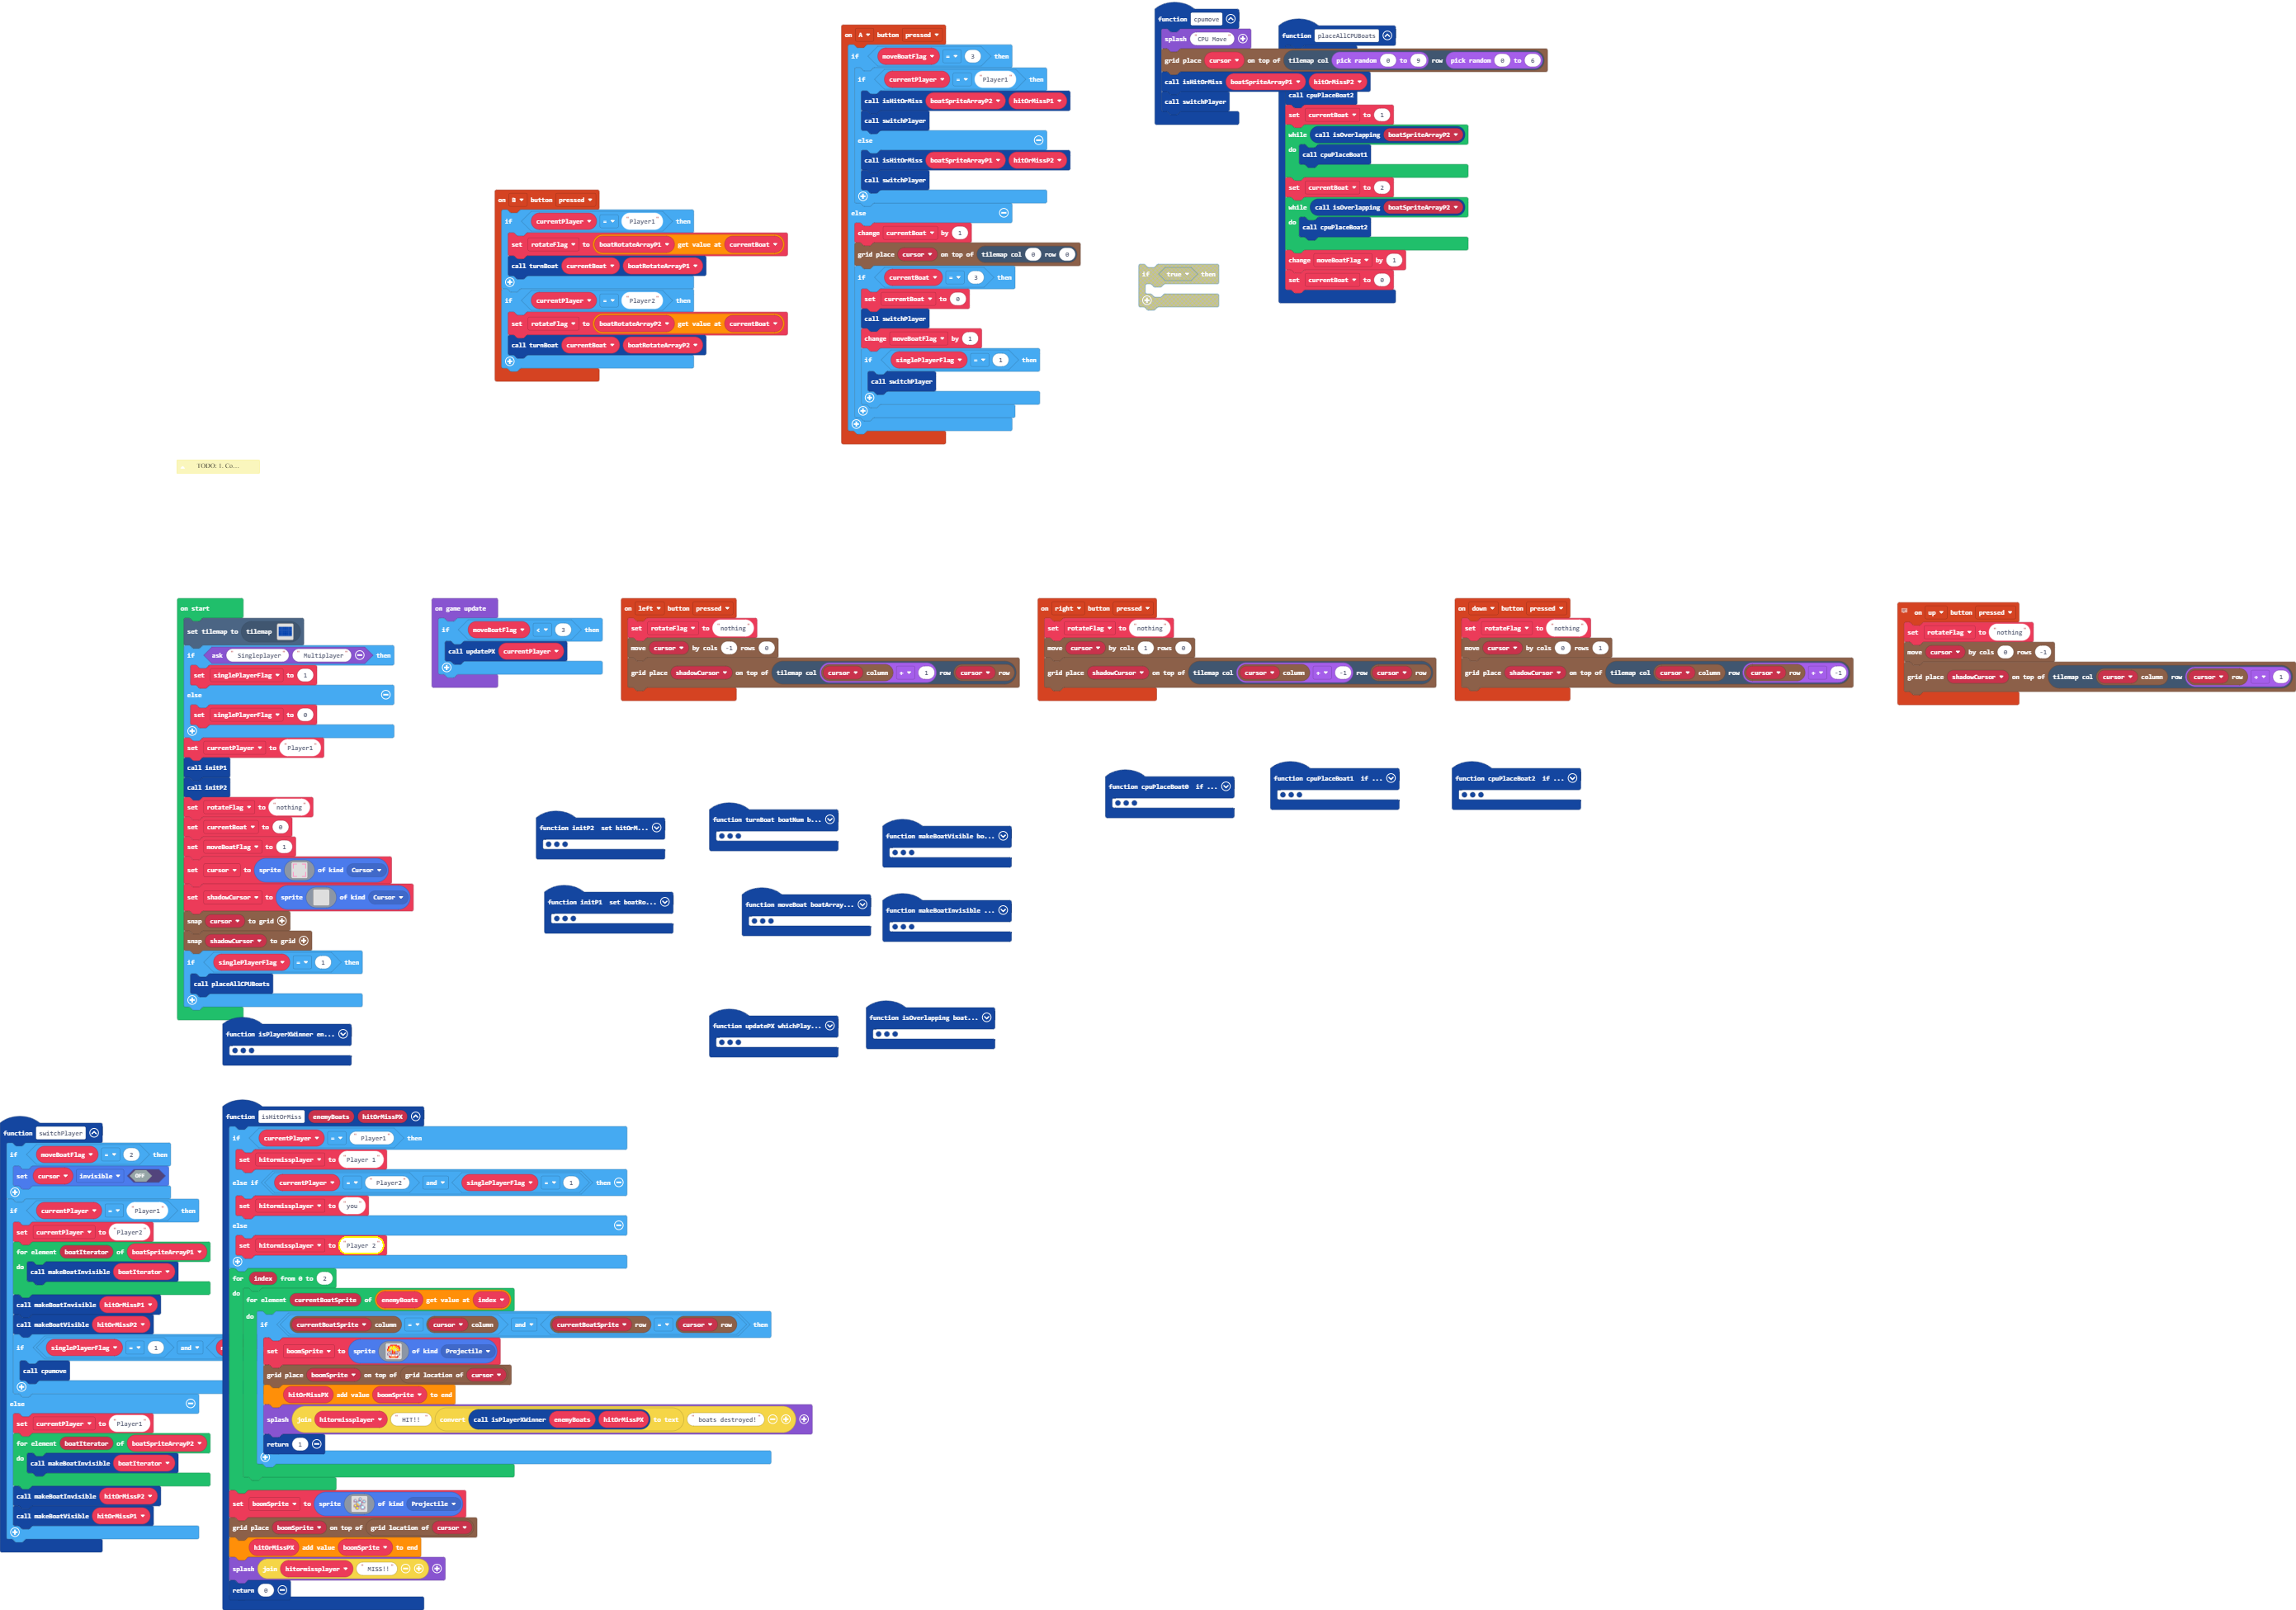 function cpumove
splash "CPU Move"
grid place cursor on top of tilemap col pick random 0 to 9 row pick random 0 to 6
call isHitOrMiss boatSpriteArrayP1 hitOrMissP2
call switchPlayer
function placeAllCPUBoats
call cpuPlaceBoat2
set currentBoat to 1
while call isOverlapping boatSpriteArrayP2
do call cpuPlaceBoat1
set currentBoat to 2
while call isOverlapping boatSpriteArrayP2
do call cpuPlaceBoat2
change moveBoatFlag by 1
set currentBoat to 0
on A button pressed
if moveBoatFlag = 3
if currentPlayer = "Player1" then
call isHitOrMiss boatSpriteArrayP2 hitOrMissP1
call switchPlayer
else
call isHitOrMiss boatSpriteArrayP1 hitOrMissP2
call switchPlayer
else
change currentBoat by 1
grid place cursor on top of tilemap col 0 row 0
if currentBoat = 3 then
set currentBoat to 0
call switchPlayer
change moveBoatFlag by 1
if singlePlayerFlag = 1 then
call switchPlayer
if true then
on B button pressed
if currentPlayer = "Player1" then
set rotateFlag to boatRotateArrayP1 get value at currentBoat
call turnBoat currentBoat boatRotateArrayP1
if currentPlayer = "Player2" then
set rotateFlag to boatRotateArrayP2 get value at currentBoat
call turnBoat currentBoat boatRotateArrayP2
TODO: 1. Co...
on start
set tilemap to tilemap
if ask "Singleplayer" "Multiplayer" then
set singlePlayerFlag to 1
else
set singlePlayerFlag to 0
set currentPlayer to "Player1"
call initP1
call initP2
set rotateFlag to "nothing"
set currentBoat to 0
set moveBoatFlag to 1
set cursor to sprite of kind Cursor
set shadowCursor to sprite of kind Cursor
snap cursor to grid
snap shadowCursor to grid
if singlePlayerFlag = 1 then
call placeAllCPUBoats
on game update
if moveBoatFlag < 3 then
call updatePX currentPlayer
on left button pressed
set rotateFlag to "nothing"
move cursor by cols -1 rows 0
grid place shadowCursor on top of tilemap col cursor column + 1 row cursor row
on right button pressed
set rotateFlag to "nothing"
move cursor by cols 1 rows 0
grid place shadowCursor on top of tilemap col cursor column + -1 row cursor row
on down button pressed
set rotateFlag to "nothing"
move cursor by cols 0 rows 1
grid place shadowCursor on top of tilemap col cursor column row cursor row + -1
on up button pressed
set rotateFlag to "nothing"
move cursor by cols 0 rows -1
grid place shadowCursor on top of tilemap col cursor column row cursor row + 1
function cpuPlaceBoat0 if ...
function cpuPlaceBoat1 if ...
function cpuPlaceBoat2 if ...
function initP2 set hitOrM...
function turnBoat boatNum b...
function makeBoatVisible bo...
function initP1 set boatRo...
function moveBoat boatArray...
function makeBoatInvisible ...
function updatePX whichPlay...
function isOverlapping boat...
function isPlayerXWinner en...
function switchPlayer
if moveBoatFlag = 2 then
set cursor invisible OFF
if currentPlayer = "Player1" then
set currentPlayer to "Player2"
for element boatIterator of boatSpriteArrayP1
do call makeBoatInvisible boatIterator
call makeBoatInvisible hitOrMissP1
call makeBoatVisible hitOrMissP2
if singlePlayerFlag = 1 and
call cpumove
else
set currentPlayer to "Player1"
for element boatIterator of boatSpriteArrayP2
do call makeBoatInvisible boatIterator
call makeBoatInvisible hitOrMissP2
call makeBoatVisible hitOrMissP1
function isHitOrMiss enemyBoats hitOrMissPX
if currentPlayer = "Player1" then
set hitormissplayer to "Player 1"
else if currentPlayer = "Player2" and singlePlayerFlag = 1 then
set hitormissplayer to "you"
else
set hitormissplayer to "Player 2"
for index from 0 to 2
do for element currentBoatSprite of enemyBoats get value at index
do if currentBoatSprite column = cursor column and currentBoatSprite row = cursor row then
set boomSprite to sprite of kind Projectile
grid place boomSprite on top of grid location of cursor
hitOrMissPX add value boomSprite to end
splash join hitormissplayer " HIT!! " convert call isPlayerXWinner enemyBoats hitOrMissPX to text " boats destroyed!"
return 1
set boomSprite to sprite of kind Projectile
grid place boomSprite on top of grid location of cursor
hitOrMissPX add value boomSprite to end
splash join hitormissplayer " MISS!!"
return 0